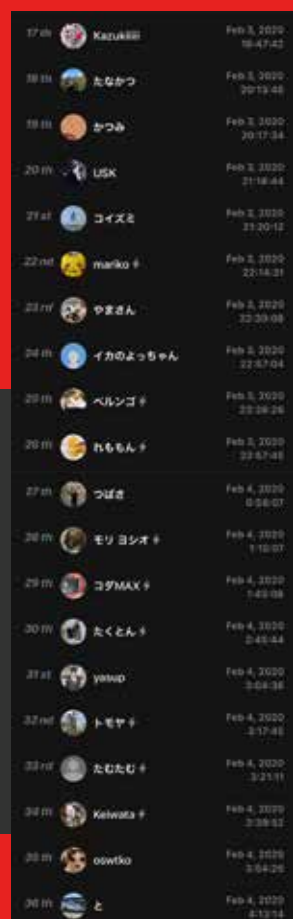 17 th Kazukiiiii Feb 3, 2020
18:47:42
18 th たなかつ Feb 3, 2020
20:13:48
19 th かつみ Feb 3, 2020
20:17:34
20 th USK Feb 3, 2020
21:18:44
21 st コイズミ Feb 3, 2020
21:20:12
22 nd mariko Feb 3, 2020
22:14:31
23 rd やまさん Feb 3, 2020
22:30:08
24 th イカのよっちゃん Feb 3, 2020
22:57:04
25 th ベルンゴ Feb 3, 2020
23:26:26
26 th れももん Feb 3, 2020
23:57:45
27 th つばさ Feb 4, 2020
0:56:07
28 th モリ ヨシオ Feb 4, 2020
1:10:07
29 th コダMAX Feb 4, 2020
1:45:08
30 th たくとん Feb 4, 2020
2:45:44
31 st yasup Feb 4, 2020
3:04:36
32 nd トモヤ Feb 4, 2020
3:17:45
33 rd たむたむ Feb 4, 2020
3:21:11
34 th Keiwata Feb 4, 2020
3:39:52
35 th oswtko Feb 4, 2020
3:54:26
36 th と Feb 4, 2020
4:13:14